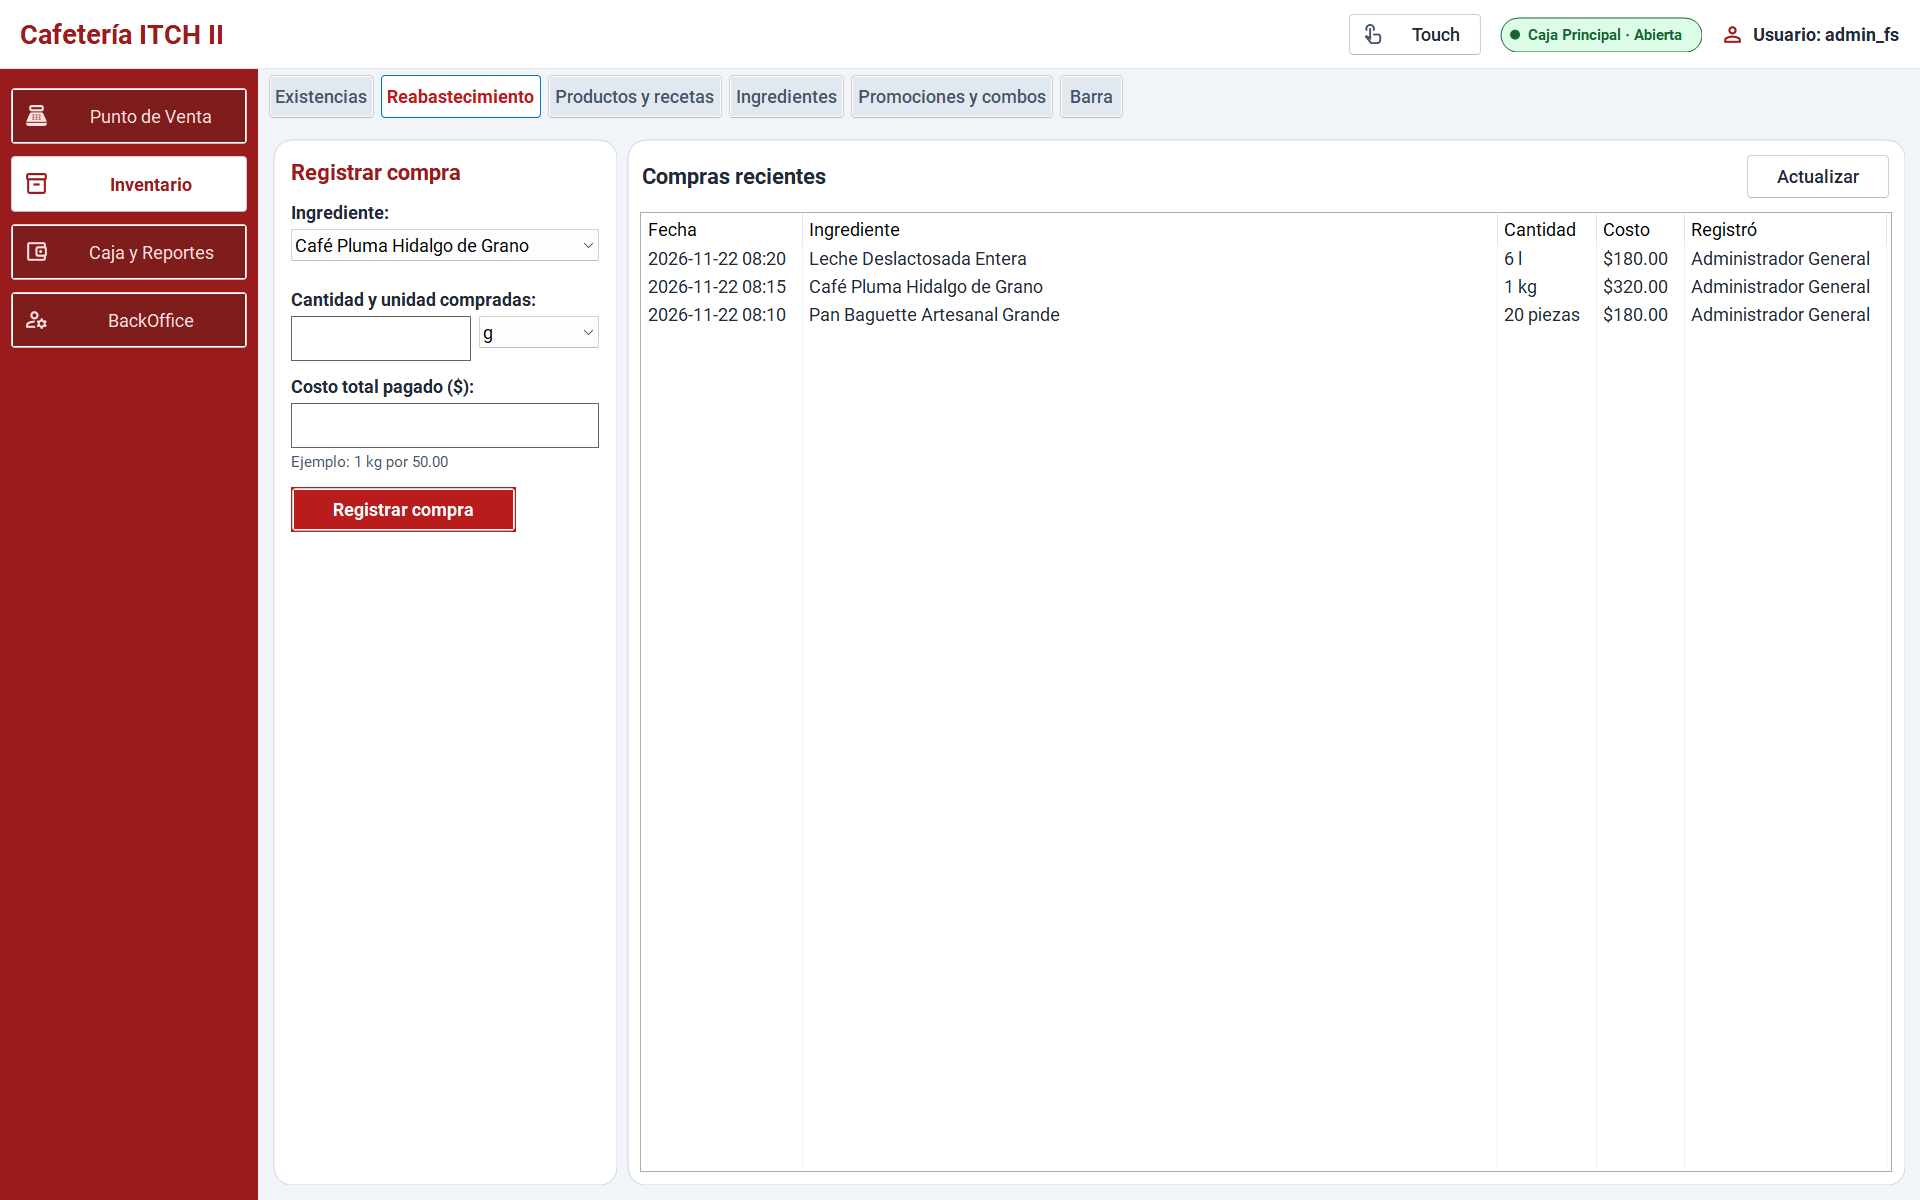 Cafetería ITCH II
Touch
Caja Principal · Abierta
Usuario: admin_fs
Punto de Venta
Inventario
Caja y Reportes
BackOffice
Existencias
Reabastecimiento
Productos y recetas
Ingredientes
Promociones y combos
Barra
Registrar compra
Ingrediente:
Café Pluma Hidalgo de Grano
Cantidad y unidad compradas:
g
Costo total pagado ($):
Ejemplo: 1 kg por 50.00
Registrar compra
Compras recientes
Actualizar
Fecha Ingrediente Cantidad Costo Registró
2026-11-22 08:20 Leche Deslactosada Entera 6 l $180.00 Administrador General
2026-11-22 08:15 Café Pluma Hidalgo de Grano 1 kg $320.00 Administrador General
2026-11-22 08:10 Pan Baguette Artesanal Grande 20 piezas $180.00 Administrador General